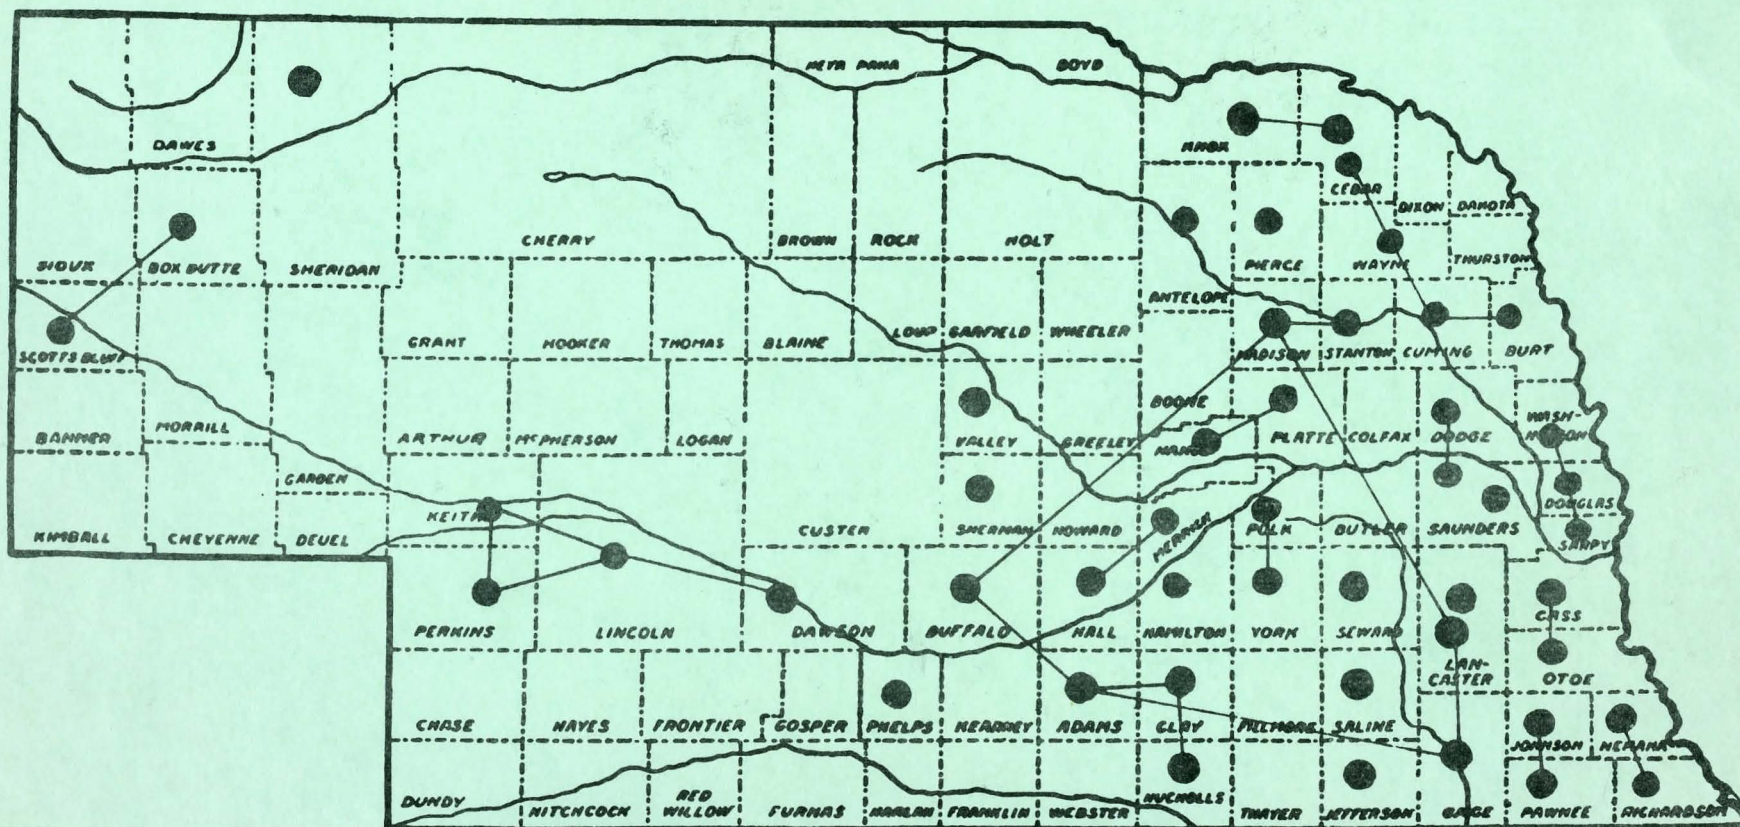 KEYA PAHA
BOYD
DAWES
KNOX
CEDAR
DIXON
DAKOTA
SIOUX
BOX BUTTE
SHERIDAN
CHERRY
BROWN
ROCK
HOLT
PIERCE
WAYNE
THURSTON
ANTELOPE
SCOTTS BLUFF
GRANT
HOOKER
THOMAS
BLAINE
LOUP
GARFIELD
WHEELER
MADISON
STANTON
CUMING
BURT
BOONE
BANNER
MORRILL
ARTHUR
McPHERSON
LOGAN
VALLEY
GREELEY
NANCE
PLATTE
COLFAX
DODGE
WASH-
INGTON
GARDEN
KEITH
KIMBALL
CHEYENNE
DEUEL
CUSTER
SHERMAN
HOWARD
MERRICK
POLK
BUTLER
SAUNDERS
DOUGLAS
SARPY
PERKINS
LINCOLN
DAWSON
BUFFALO
HALL
HAMILTON
YORK
SEWARD
CASS
LAN-
CASTER
OTOE
CHASE
HAYES
FRONTIER
GOSPER
PHELPS
KEARNEY
ADAMS
CLAY
FILLMORE
SALINE
JOHNSON
NEMAHA
DUNDY
HITCHCOCK
RED
WILLOW
FURNAS
HARLAN
FRANKLIN
WEBSTER
NUCKOLLS
THAYER
JEFFERSON
GAGE
PAWNEE
RICHARDSON